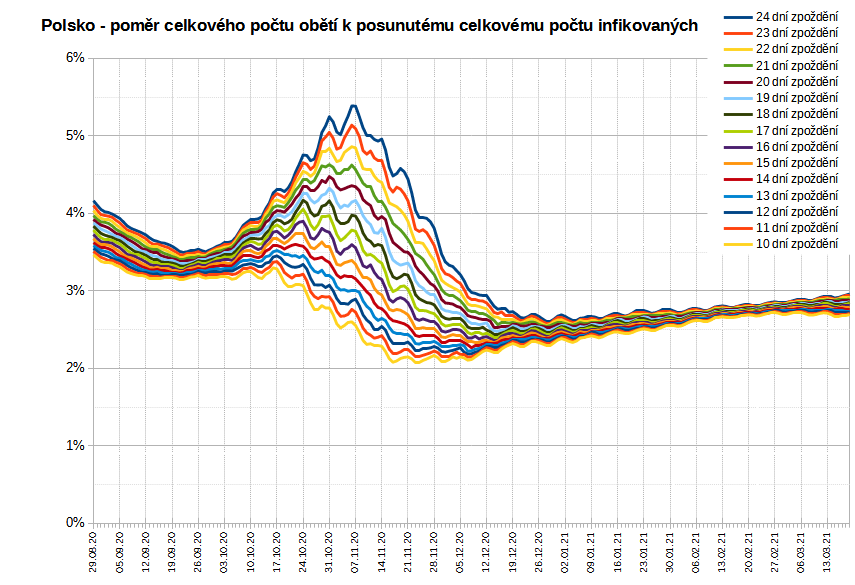 Polsko - poměr celkového počtu obětí k posunutému celkovému počtu infikovaných
24 dní zpoždění
23 dní zpoždění
22 dní zpoždění
21 dní zpoždění
20 dní zpoždění
19 dní zpoždění
18 dní zpoždění
17 dní zpoždění
16 dní zpoždění
15 dní zpoždění
14 dní zpoždění
13 dní zpoždění
12 dní zpoždění
11 dní zpoždění
10 dní zpoždění
6%
5%
4%
3%
2%
1%
0%
29.08.20
05.09.20
12.09.20
19.09.20
26.09.20
03.10.20
10.10.20
17.10.20
24.10.20
31.10.20
07.11.20
14.11.20
21.11.20
28.11.20
05.12.20
12.12.20
19.12.20
26.12.20
02.01.21
09.01.21
16.01.21
23.01.21
30.01.21
06.02.21
13.02.21
20.02.21
27.02.21
06.03.21
13.03.21